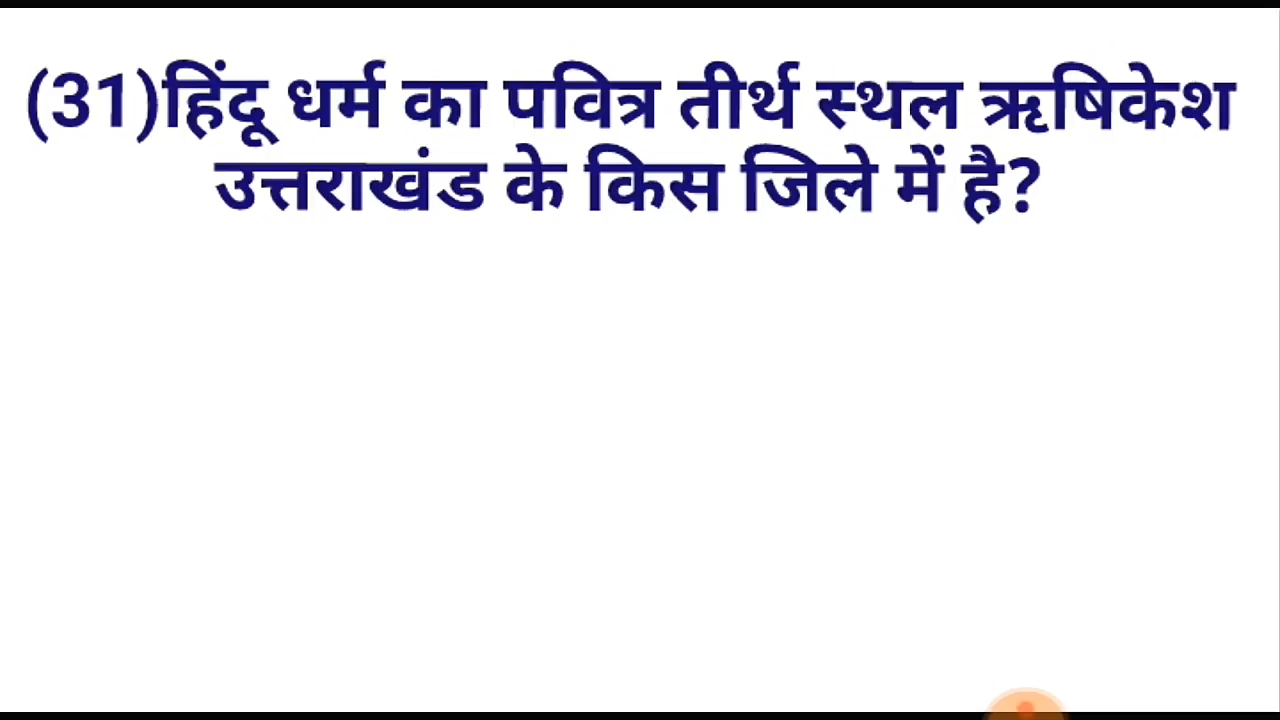 (31)हिंदू धर्म का पवित्र तीर्थ स्थल ऋषिकेश
उत्तराखंड के किस जिले में है?